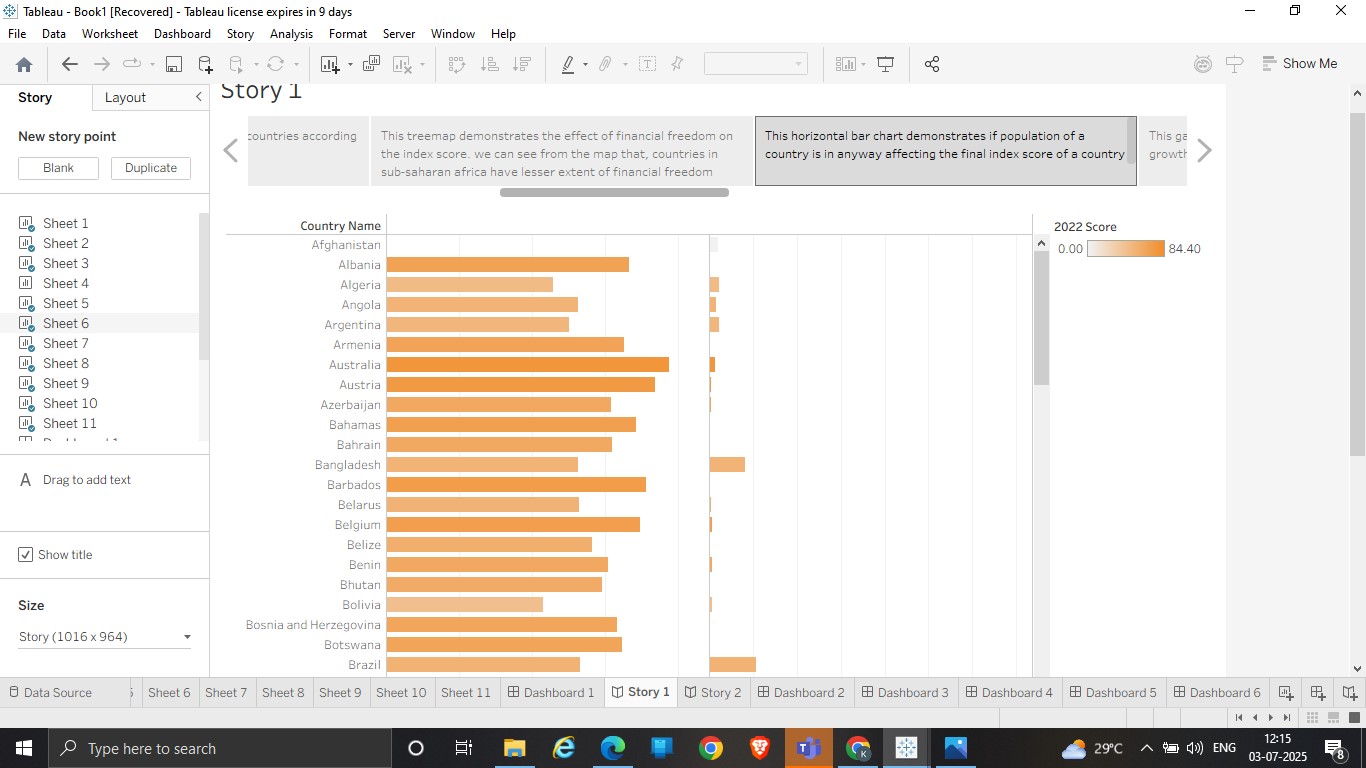 Tableau - Book1 [Recovered] - Tableau license expires in 9 days
File Data Worksheet Dashboard Story Analysis Format Server Window Help
Show Me
Story Layout
New story point
Blank Duplicate
Sheet 1
Sheet 2
Sheet 3
Sheet 4
Sheet 5
Sheet 6
Sheet 7
Sheet 8
Sheet 9
Sheet 10
Sheet 11
A Drag to add text
Show title
Size
Story (1016 x 964)
Story 1
countries according
This treemap demonstrates the effect of financial freedom on
the index score. we can see from the map that, countries in
sub-saharan africa have lesser extent of financial freedom
This horizontal bar chart demonstrates if population of a
country is in anyway affecting the final index score of a country
This ga
growth
Country Name
Afghanistan
Albania
Algeria
Angola
Argentina
Armenia
Australia
Austria
Azerbaijan
Bahamas
Bahrain
Bangladesh
Barbados
Belarus
Belgium
Belize
Benin
Bhutan
Bolivia
Bosnia and Herzegovina
Botswana
Brazil
2022 Score
0.00 84.40
Data Source Sheet 6 Sheet 7 Sheet 8 Sheet 9 Sheet 10 Sheet 11 Dashboard 1 Story 1 Story 2 Dashboard 2 Dashboard 3 Dashboard 4 Dashboard 5 Dashboard 6
Type here to search
29°C ENG
12:15
03-07-2025
8